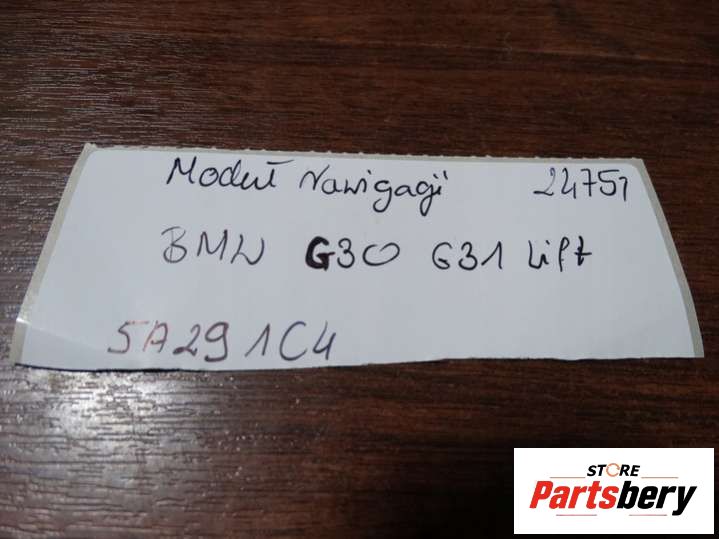 Moduł Nawigacji 24751
BMW G30 G31 Lift
5A291C4
STORE
Partsbery